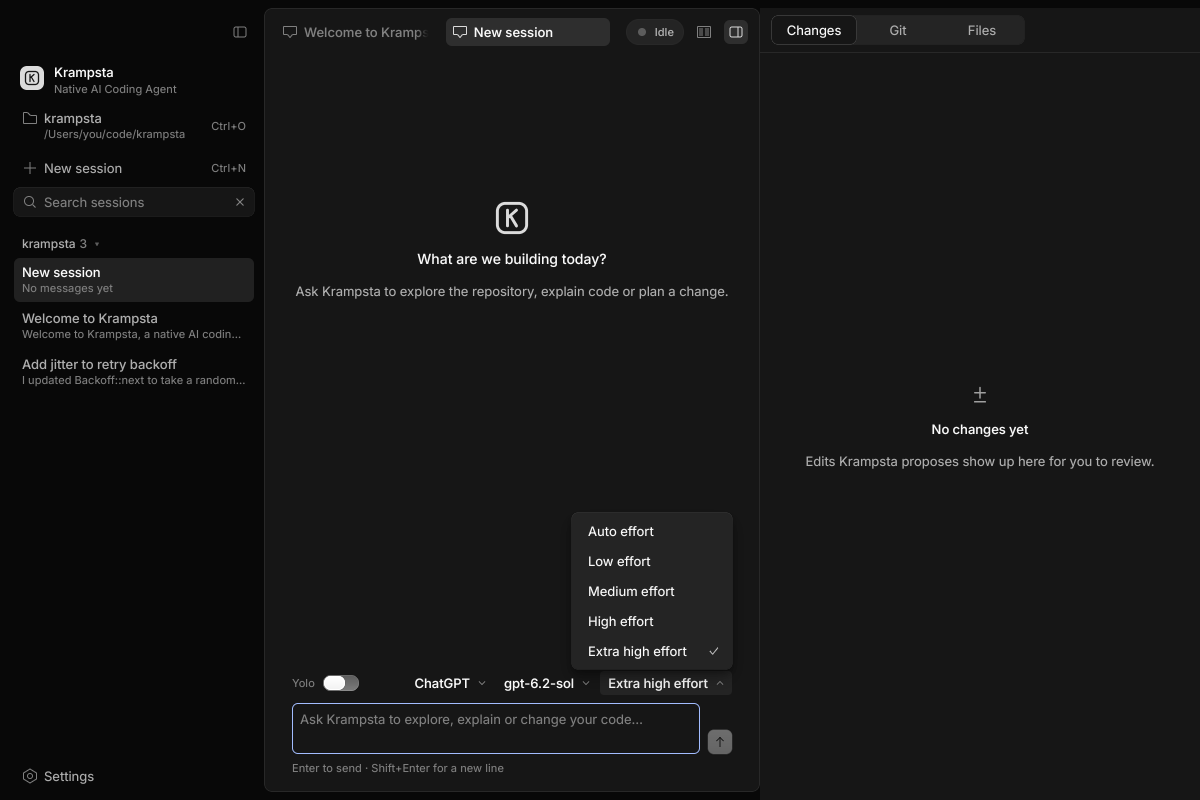 Krampsta
Native AI Coding Agent
krampsta
/Users/you/code/krampsta
Ctrl+O
New session
Ctrl+N
Search sessions
krampsta 3
New session
No messages yet
Welcome to Krampsta
Welcome to Krampsta, a native AI codin...
Add jitter to retry backoff
I updated Backoff::next to take a random...
Settings
Welcome to Kramps
New session
Idle
K
What are we building today?
Ask Krampsta to explore the repository, explain code or plan a change.
Auto effort
Low effort
Medium effort
High effort
Extra high effort
Yolo
ChatGPT
gpt-6.2-sol
Extra high effort
Ask Krampsta to explore, explain or change your code...
Enter to send · Shift+Enter for a new line
Changes
Git
Files
No changes yet
Edits Krampsta proposes show up here for you to review.